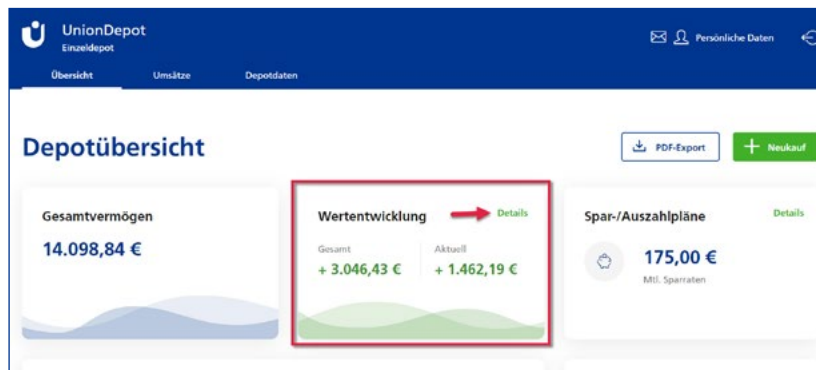 UnionDepot
Einzeldepot
Persönliche Daten
Übersicht
Umsätze
Depotdaten
Depotübersicht
PDF-Export
Neukauf
Gesamtvermögen
14.098,84 €
Wertentwicklung
Details
Gesamt
Aktuell
+ 3.046,43 €
+ 1.462,19 €
Spar-/Auszahlpläne
Details
175,00 €
Mtl. Sparraten